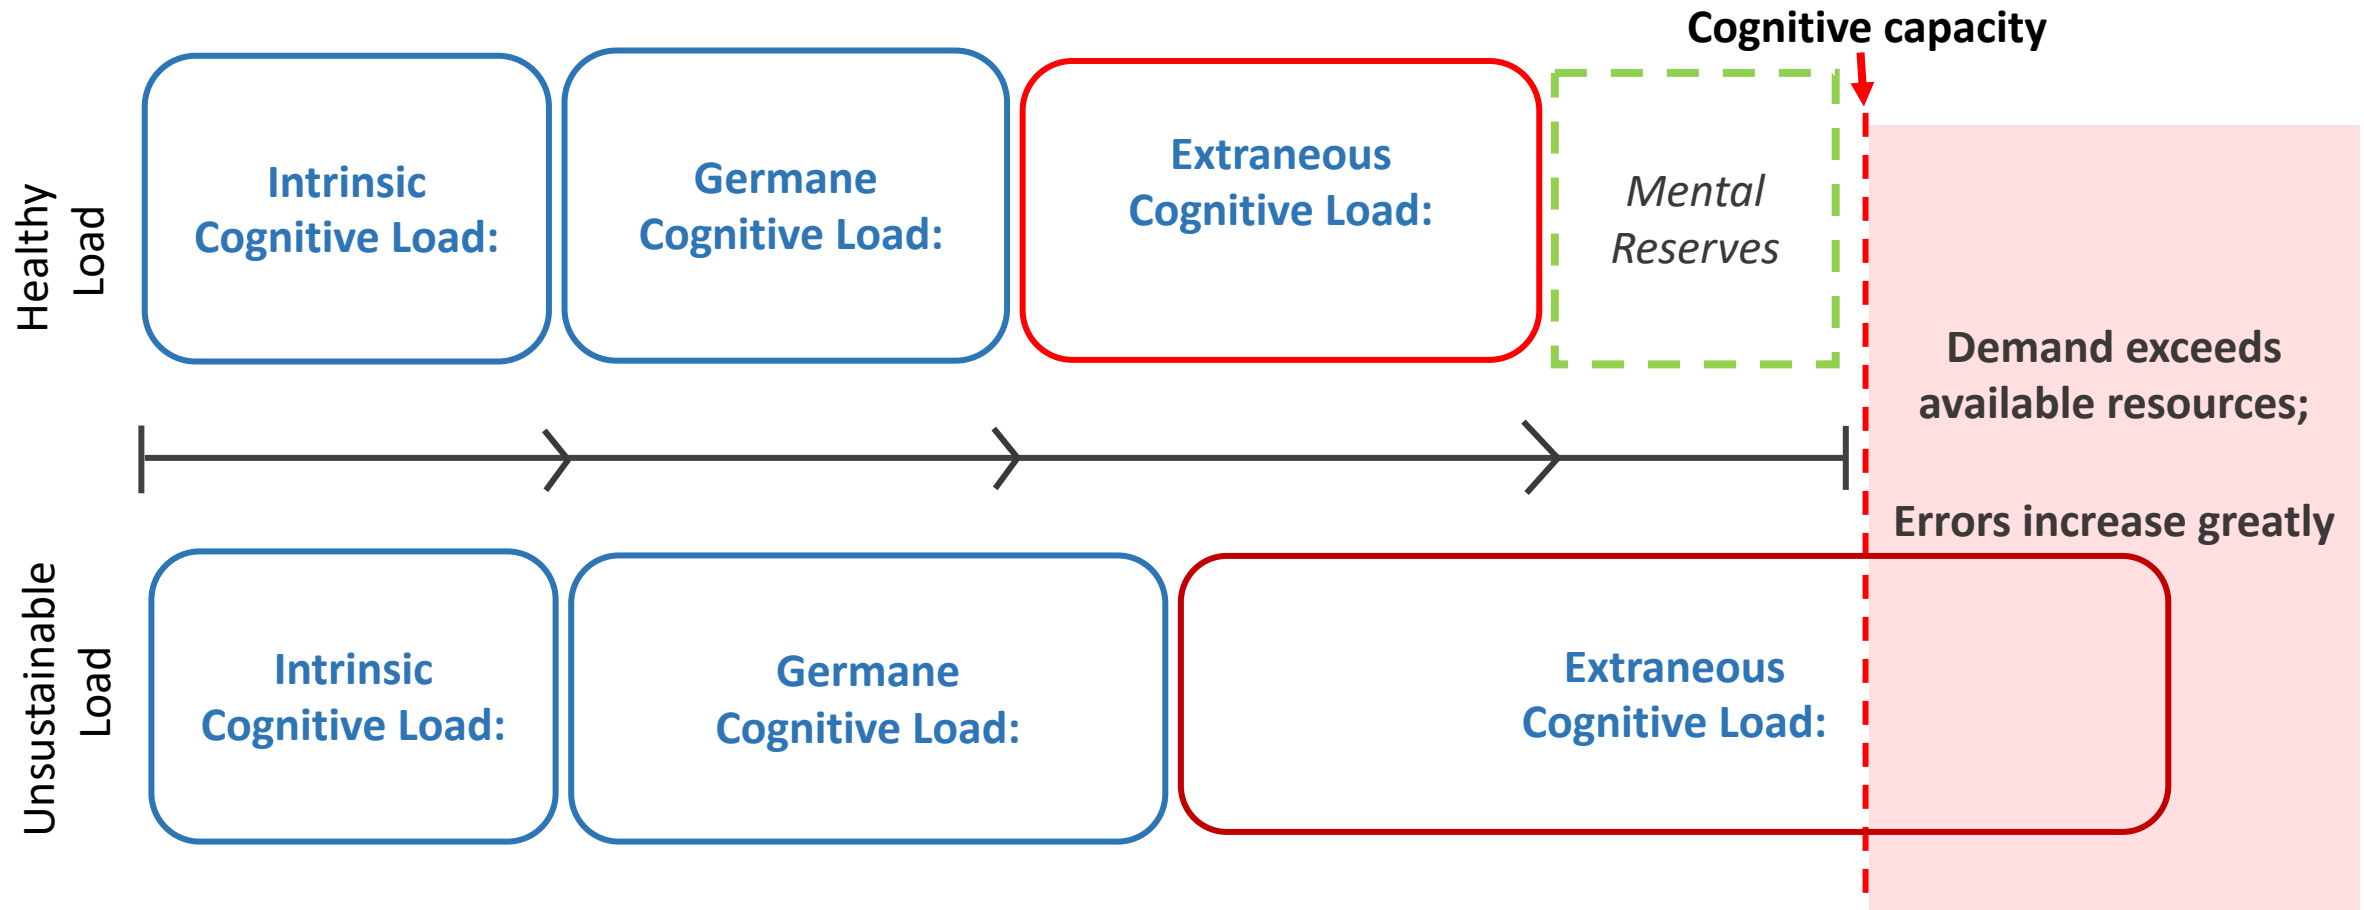 Cognitive capacity
Healthy
Load
Intrinsic
Cognitive Load:
Germane
Cognitive Load:
Extraneous
Cognitive Load:
Mental
Reserves
Demand exceeds
available resources;
Errors increase greatly
Unsustainable
Load
Intrinsic
Cognitive Load:
Germane
Cognitive Load:
Extraneous
Cognitive Load: